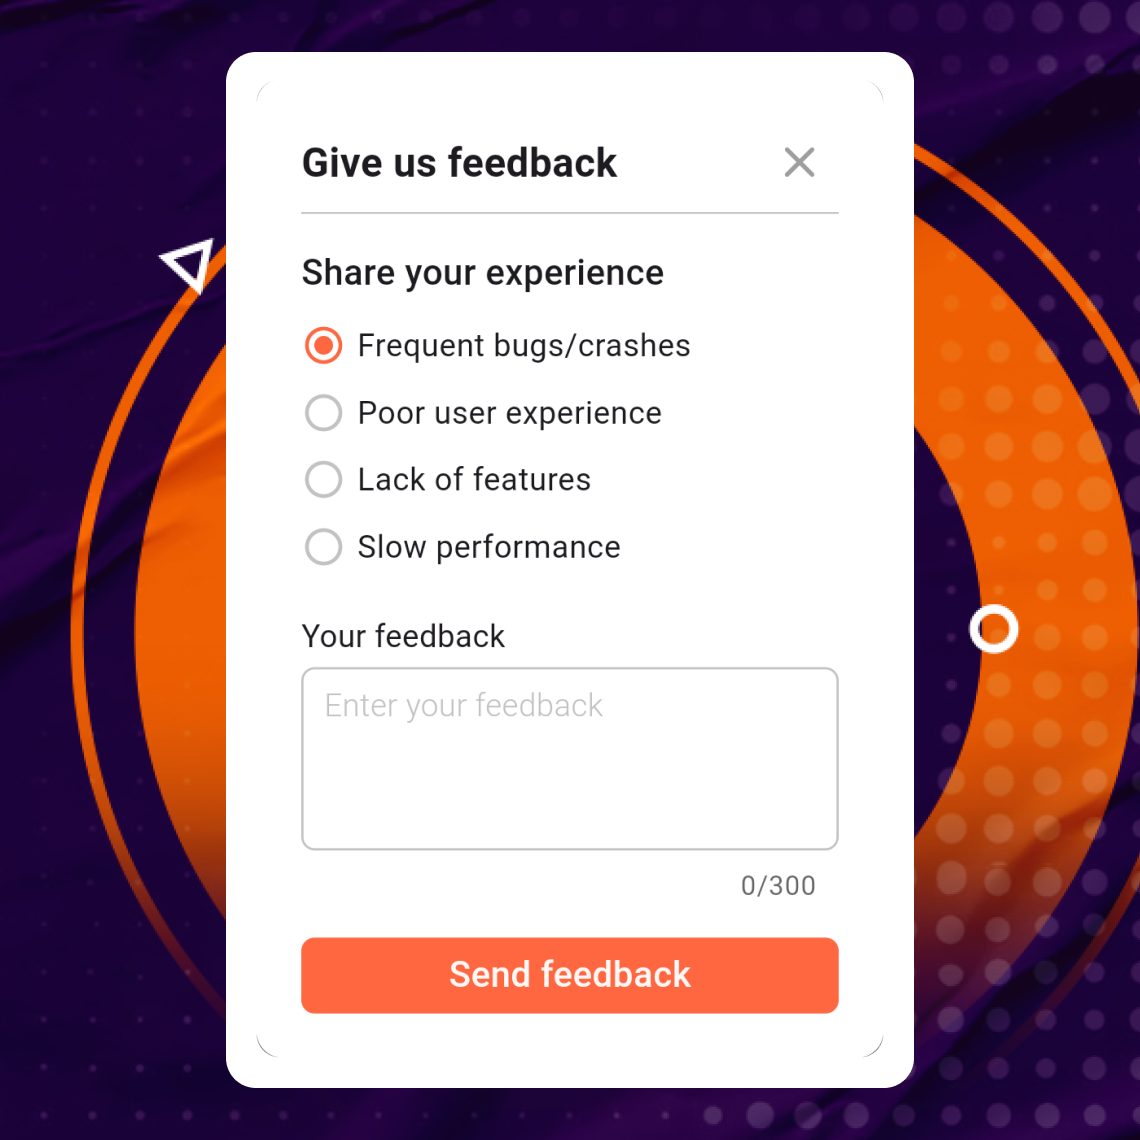 Give us feedback
Share your experience
Frequent bugs/crashes
Poor user experience
Lack of features
Slow performance
Your feedback
Enter your feedback
0/300
Send feedback